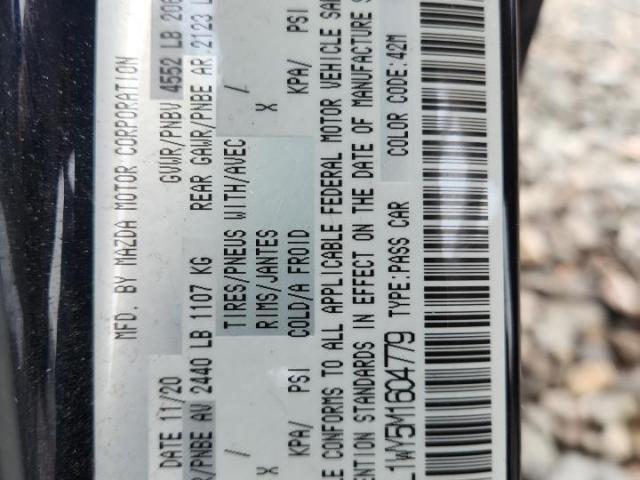 MFD. BY MAZDA MOTOR CORPORATION
DATE 11/20 GVWR/PNBV 4552 LB
/PNBE AV 2440 LB 1107 KG REAR GAWR/PNBE AR 2123 L
TIRES/PNEUS WITH/AVEC /
RIMS/JANTES X X
COLD/A FROID KPA/ PSI KPA/ PSI
LE CONFORMS TO ALL APPLICABLE FEDERAL MOTOR VEHICLE SA
ENTION STANDARDS IN EFFECT ON THE DATE OF MANUFACTURE S
L1WY5M1604779 TYPE:PASS CAR COLOR CODE: 42M